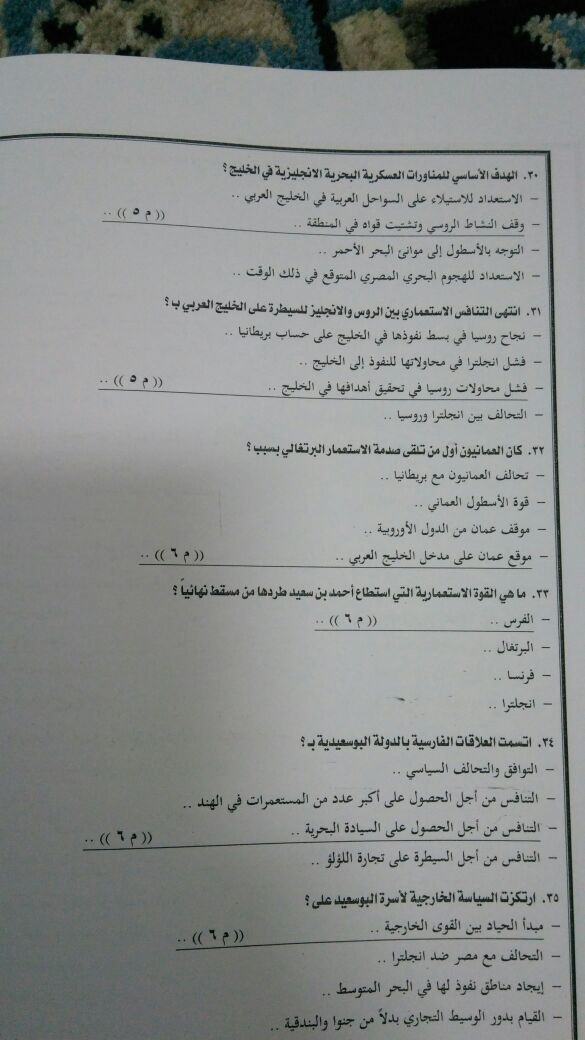 ٣٠. الهدف الأساسي للمناورات العسكرية البحرية الانجليزية في الخليج ؟
– الاستعداد للاستيلاء على السواحل العربية في الخليج العربي ..
– وقف النشاط الروسي وتشتيت قواه في المنطقة .. (( م ٥ )) ..
– التوجه بالأسطول إلى موانئ البحر الأحمر ..
– الاستعداد للهجوم البحري المصري المتوقع في ذلك الوقت ..
٣١. انتهى التنافس الاستعماري بين الروس والانجليز للسيطرة على الخليج العربي ب ؟
– نجاح روسيا في بسط نفوذها في الخليج على حساب بريطانيا ..
– فشل انجلترا في محاولاتها للنفوذ إلى الخليج ..
– فشل محاولات روسيا في تحقيق أهدافها في الخليج .. (( م ٥ )) ..
– التحالف بين انجلترا وروسيا ..
٣٢. كان العمانيون أول من تلقى صدمة الاستعمار البرتغالي بسبب ؟
– تحالف العمانيون مع بريطانيا ..
– قوة الأسطول العماني ..
– موقف عمان من الدول الأوروبية ..
– موقع عمان على مدخل الخليج العربي .. (( م ٦ )) ..
٣٣. ما هي القوة الاستعمارية التي استطاع أحمد بن سعيد طردها من مسقط نهائياً ؟
– الفرس .. (( م ٦ )) ..
– البرتغال ..
– فرنسا ..
– انجلترا ..
٣٤. اتسمت العلاقات الفارسية بالدولة البوسعيدية بـ ؟
– التوافق والتحالف السياسي ..
– التنافس من أجل الحصول على أكبر عدد من المستعمرات في الهند ..
– التنافس من أجل الحصول على السيادة البحرية .. (( م ٦ )) ..
– التنافس من أجل السيطرة على تجارة اللؤلؤ ..
٣٥. ارتكزت السياسة الخارجية لأسرة البوسعيد على ؟
– مبدأ الحياد بين القوى الخارجية .. (( م ٦ )) ..
– التحالف مع مصر ضد انجلترا ..
– إيجاد مناطق نفوذ لها في البحر المتوسط ..
– القيام بدور الوسيط التجاري بدلاً من جنوا والبندقية ..